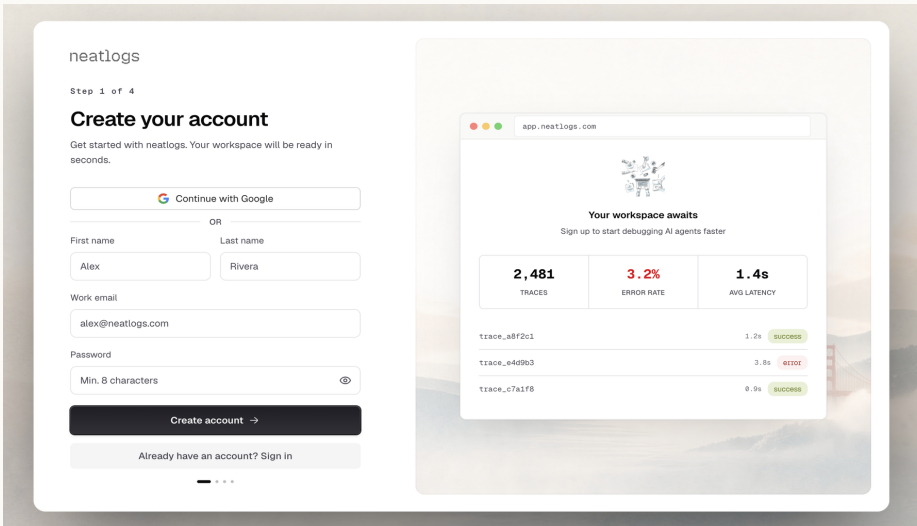 neatlogs
Step 1 of 4
Create your account
Get started with neatlogs. Your workspace will be ready in
seconds.
Continue with Google
OR
First name
Last name
Alex
Rivera
Work email
alex@neatlogs.com
Password
Min. 8 characters
Create account →
Already have an account? Sign in
app.neatlogs.com
Your workspace awaits
Sign up to start debugging AI agents faster
2,481
TRACES
3.2%
ERROR RATE
1.4s
AVG LATENCY
trace_a8f2c1
1.2s success
trace_e4d9b3
3.8s error
trace_c7a1f8
0.9s success